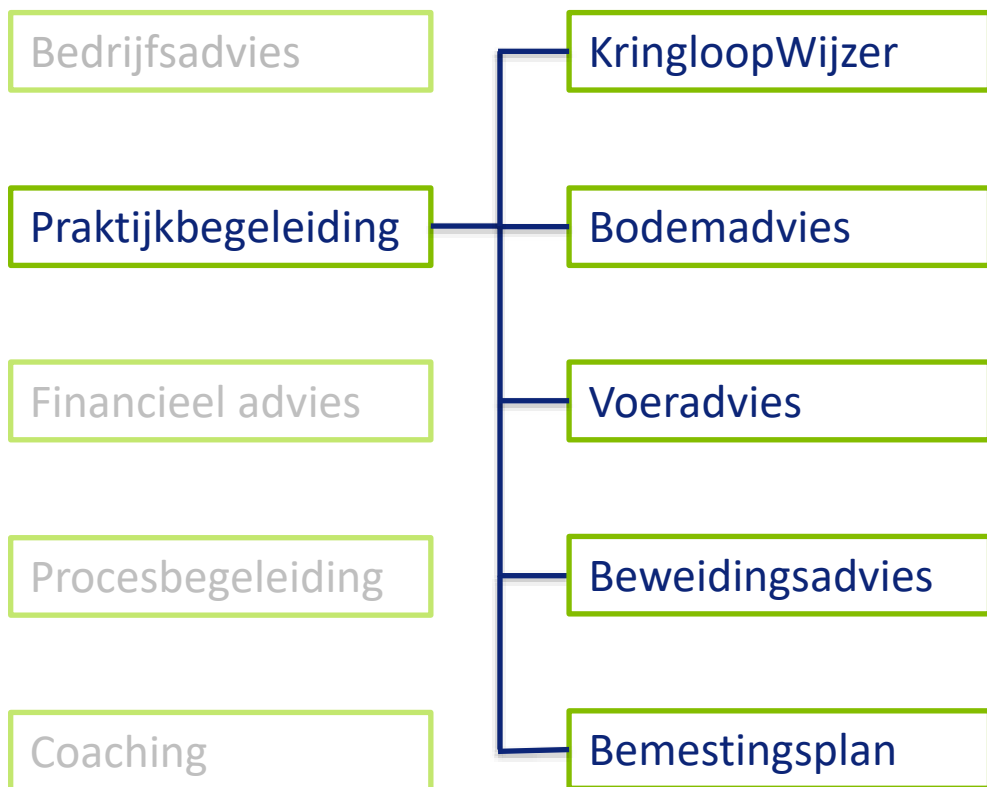 Bedrijfsadvies
Praktijkbegeleiding
Financieel advies
Procesbegeleiding
Coaching
KringloopWijzer
Bodemadvies
Voeradvies
Beweidingsadvies
Bemestingsplan